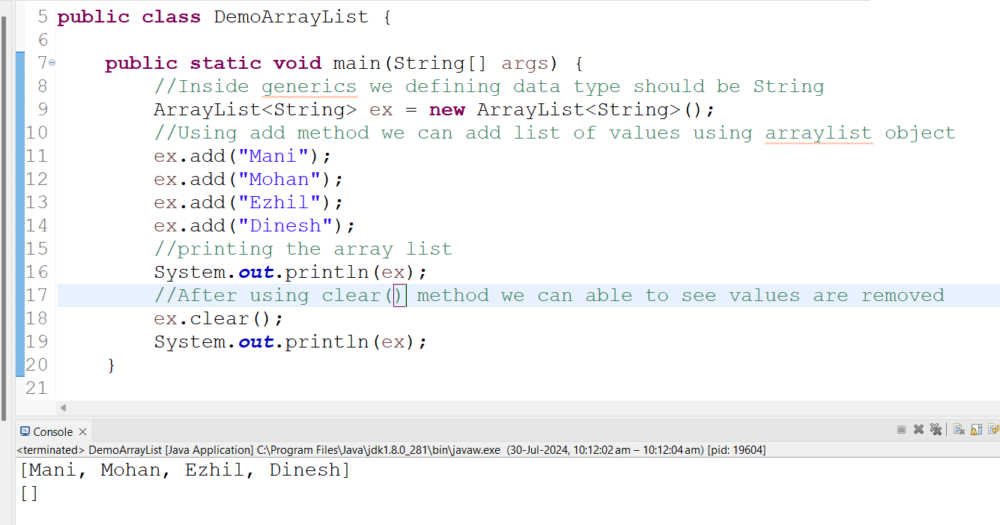 5 public class DemoArrayList {
6
7 public static void main(String[] args) {
8 //Inside generics we defining data type should be String
9 ArrayList<String> ex = new ArrayList<String>();
10 //Using add method we can add list of values using arraylist object
11 ex.add("Mani");
12 ex.add("Mohan");
13 ex.add("Ezhil");
14 ex.add("Dinesh");
15 //printing the array list
16 System.out.println(ex);
17 //After using clear() method we can able to see values are removed
18 ex.clear();
19 System.out.println(ex);
20 }
21
Console
<terminated> DemoArrayList [Java Application] C:\Program Files\Java\jdk1.8.0_281\bin\javaw.exe (30-Jul-2024, 10:12:02 am – 10:12:04 am) [pid: 19604]
[Mani, Mohan, Ezhil, Dinesh]
[]